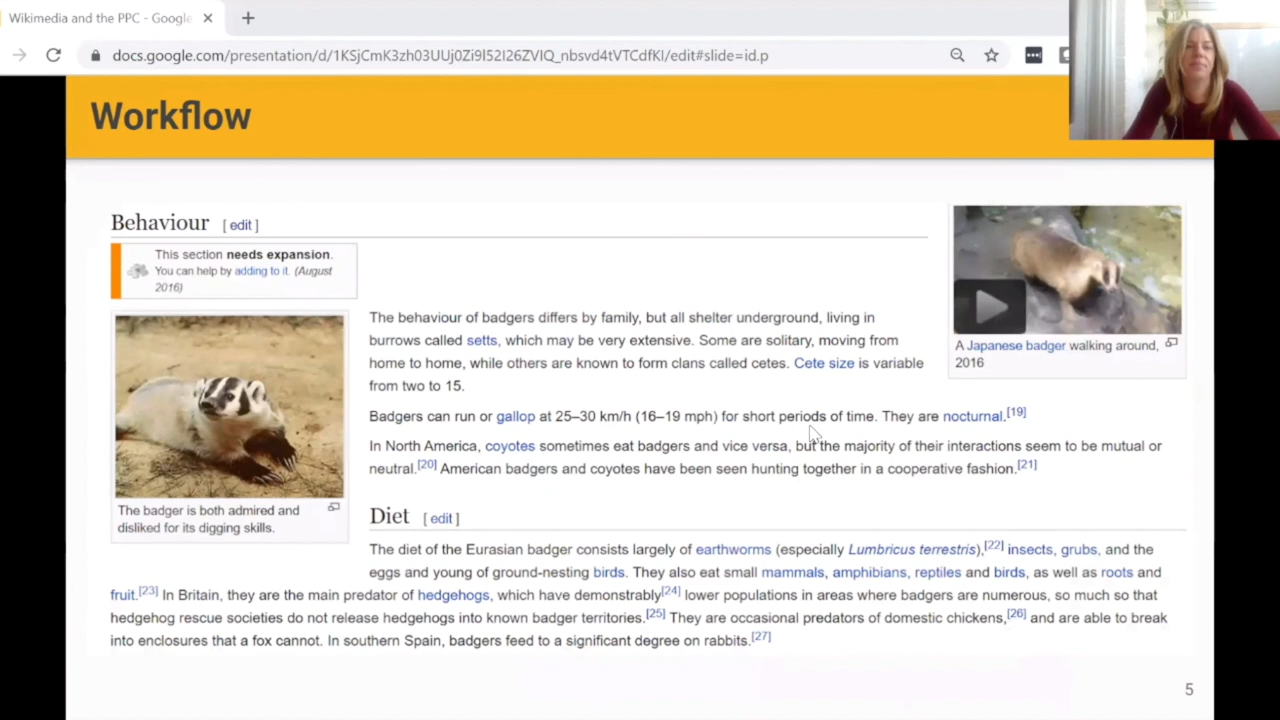 Wikimedia and the PPC - Google
docs.google.com/presentation/d/1KSjCmK3zh03UUj0Zi9l52I26ZVIQ_nbsvd4tVTCdfKI/edit#slide=id.p
Workflow
Behaviour [ edit ]
This section needs expansion.
You can help by adding to it. (August
2016)
The badger is both admired and
disliked for its digging skills.
The behaviour of badgers differs by family, but all shelter underground, living in
burrows called setts, which may be very extensive. Some are solitary, moving from
home to home, while others are known to form clans called cetes. Cete size is variable
from two to 15.
A Japanese badger walking around,
2016
Badgers can run or gallop at 25–30 km/h (16–19 mph) for short periods of time. They are nocturnal.[19]
In North America, coyotes sometimes eat badgers and vice versa, but the majority of their interactions seem to be mutual or
neutral.[20] American badgers and coyotes have been seen hunting together in a cooperative fashion.[21]
Diet [ edit ]
The diet of the Eurasian badger consists largely of earthworms (especially Lumbricus terrestris),[22] insects, grubs, and the
eggs and young of ground-nesting birds. They also eat small mammals, amphibians, reptiles and birds, as well as roots and
fruit.[23] In Britain, they are the main predator of hedgehogs, which have demonstrably[24] lower populations in areas where badgers are numerous, so much so that
hedgehog rescue societies do not release hedgehogs into known badger territories.[25] They are occasional predators of domestic chickens,[26] and are able to break
into enclosures that a fox cannot. In southern Spain, badgers feed to a significant degree on rabbits.[27]
5